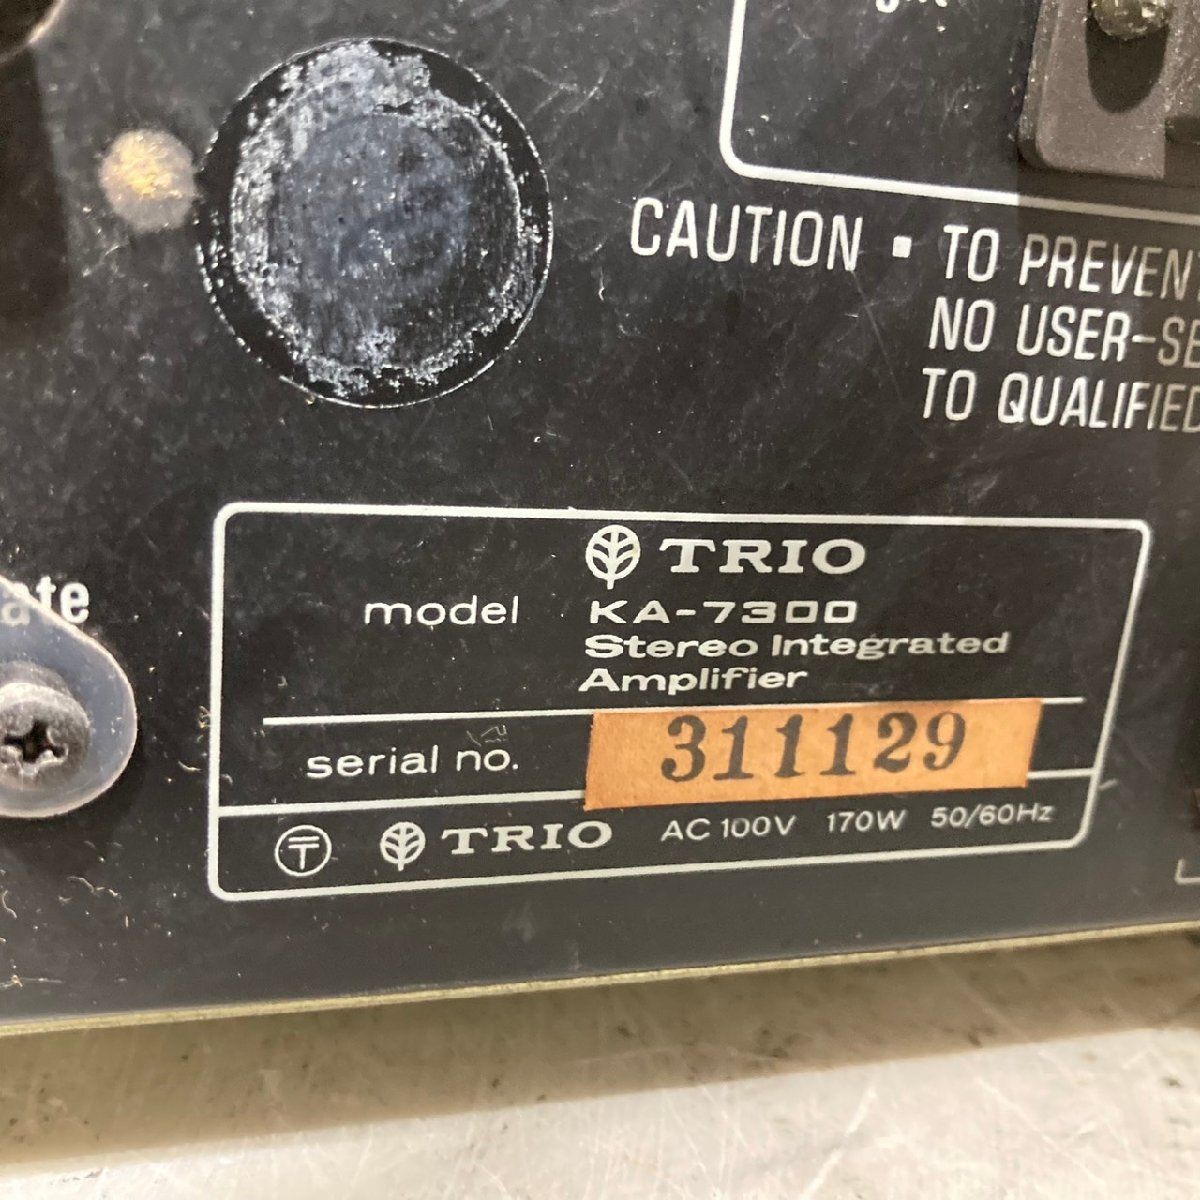 CAUTION ▪ TO PREVENT
NO USER-SE
TO QUALIFIED
ate
TRIO
model KA-7300
Stereo Integrated
Amplifier
serial no. 311129
〒 TRIO AC 100V 170W 50/60Hz